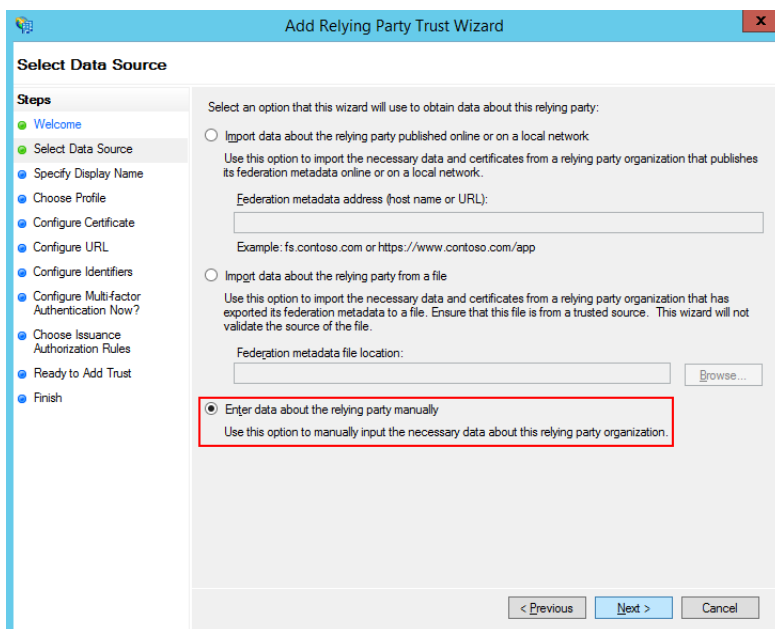 Add Relying Party Trust Wizard
x
Select Data Source
Steps
Welcome
Select Data Source
Specify Display Name
Choose Profile
Configure Certificate
Configure URL
Configure Identifiers
Configure Multi-factor
Authentication Now?
Choose Issuance
Authorization Rules
Ready to Add Trust
Finish
Select an option that this wizard will use to obtain data about this relying party:
Import data about the relying party published online or on a local network
Use this option to import the necessary data and certificates from a relying party organization that publishes
its federation metadata online or on a local network.
Federation metadata address (host name or URL):
Example: fs.contoso.com or https://www.contoso.com/app
Import data about the relying party from a file
Use this option to import the necessary data and certificates from a relying party organization that has
exported its federation metadata to a file. Ensure that this file is from a trusted source.  This wizard will not
validate the source of the file.
Federation metadata file location:
Browse...
Enter data about the relying party manually
Use this option to manually input the necessary data about this relying party organization.
< Previous
Next >
Cancel